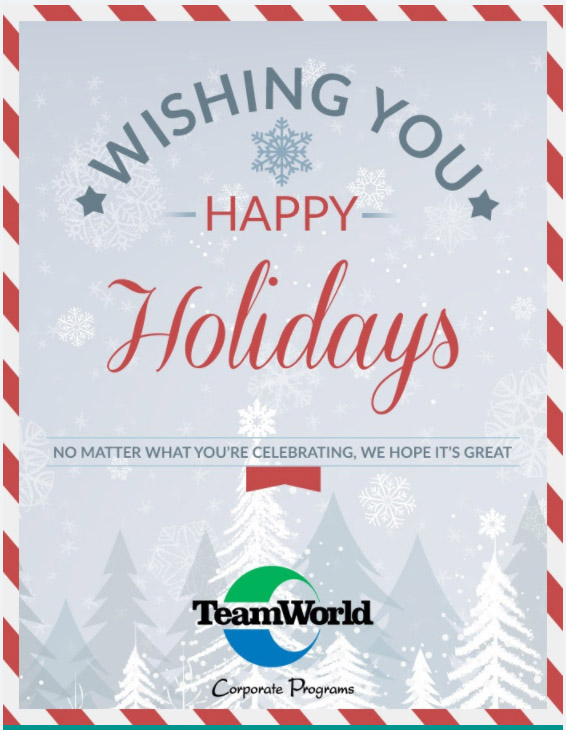 WISHING YOU
HAPPY
Holidays
NO MATTER WHAT YOU'RE CELEBRATING, WE HOPE IT'S GREAT
TeamWorld
Corporate Programs